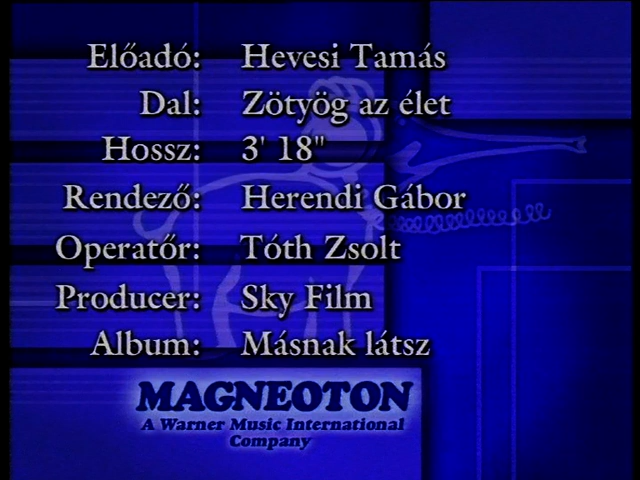 Előadó: Hevesi Tamás
Dal: Zötyög az élet
Hossz: 3' 18"
Rendező: Herendi Gábor
Operatőr: Tóth Zsolt
Producer: Sky Film
Album: Másnak látsz
MAGNEOTON
A Warner Music International
Company